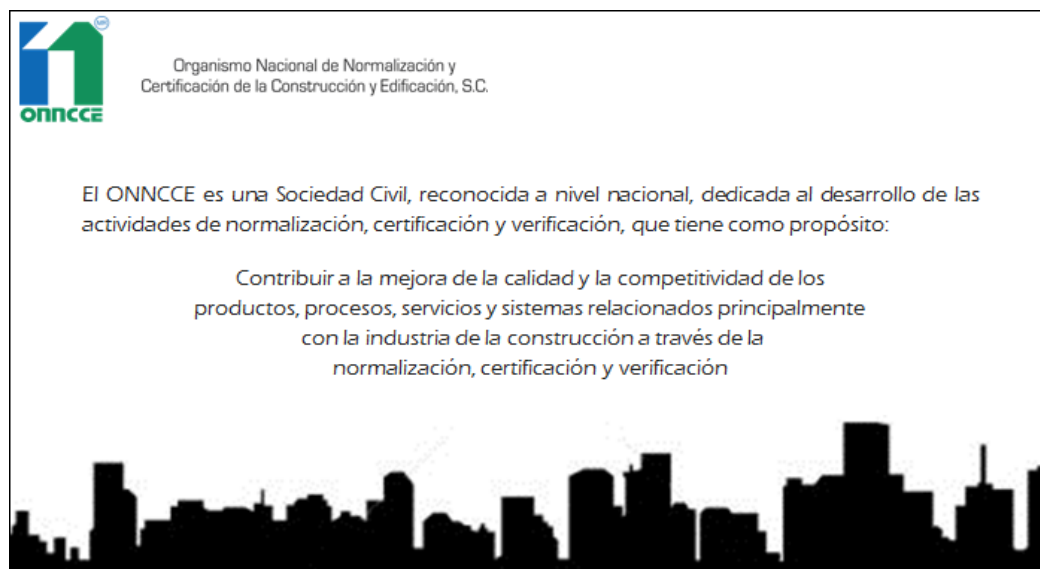 MR
onncce
Organismo Nacional de Normalización y
Certificación de la Construcción y Edificación, S.C.
El ONNCCE es una Sociedad Civil, reconocida a nivel nacional, dedicada al desarrollo de las
actividades de normalización, certificación y verificación, que tiene como propósito:
Contribuir a la mejora de la calidad y la competitividad de los
productos, procesos, servicios y sistemas relacionados principalmente
con la industria de la construcción a través de la
normalización, certificación y verificación